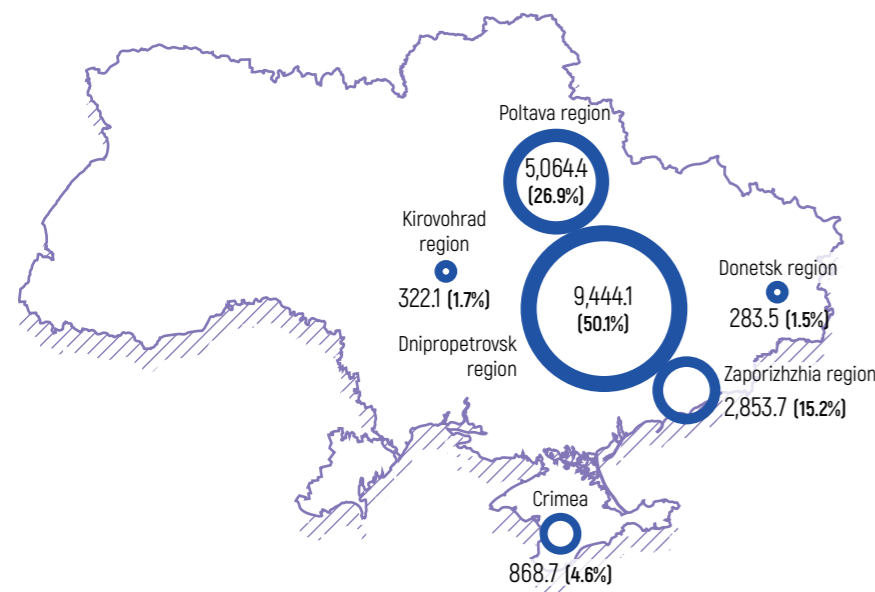 Poltava region
5,064.4
(26.9%)
Kirovohrad
region
322.1 (1.7%)
9,444.1
(50.1%)
Dnipropetrovsk
region
Donetsk region
283.5 (1.5%)
Zaporizhzhia region
2,853.7 (15.2%)
Crimea
868.7 (4.6%)